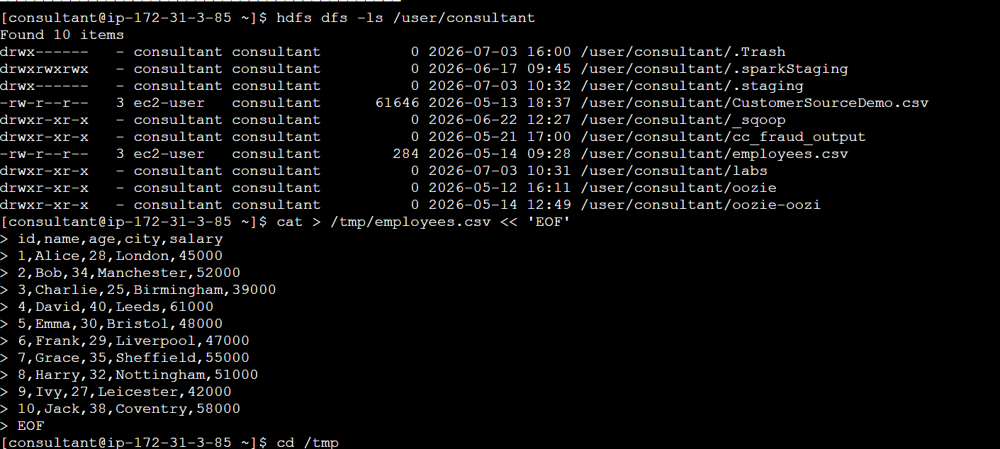 [consultant@ip-172-31-3-85 ~]$ hdfs dfs -ls /user/consultant
Found 10 items
drwx------   - consultant consultant          0 2026-07-03 16:00 /user/consultant/.Trash
drwxrwxrwx   - consultant consultant          0 2026-06-17 09:45 /user/consultant/.sparkStaging
drwx------   - consultant consultant          0 2026-07-03 10:32 /user/consultant/.staging
-rw-r--r--   3 ec2-user   consultant      61646 2026-05-13 18:37 /user/consultant/CustomerSourceDemo.csv
drwxr-xr-x   - consultant consultant          0 2026-06-22 12:27 /user/consultant/_sqoop
drwxr-xr-x   - consultant consultant          0 2026-05-21 17:00 /user/consultant/cc_fraud_output
-rw-r--r--   3 ec2-user   consultant        284 2026-05-14 09:28 /user/consultant/employees.csv
drwxr-xr-x   - consultant consultant          0 2026-07-03 10:31 /user/consultant/labs
drwxr-xr-x   - consultant consultant          0 2026-05-12 16:11 /user/consultant/oozie
drwxr-xr-x   - consultant consultant          0 2026-05-14 12:49 /user/consultant/oozie-oozi
[consultant@ip-172-31-3-85 ~]$ cat > /tmp/employees.csv << 'EOF'
> id,name,age,city,salary
> 1,Alice,28,London,45000
> 2,Bob,34,Manchester,52000
> 3,Charlie,25,Birmingham,39000
> 4,David,40,Leeds,61000
> 5,Emma,30,Bristol,48000
> 6,Frank,29,Liverpool,47000
> 7,Grace,35,Sheffield,55000
> 8,Harry,32,Nottingham,51000
> 9,Ivy,27,Leicester,42000
> 10,Jack,38,Coventry,58000
> EOF
[consultant@ip-172-31-3-85 ~]$ cd /tmp